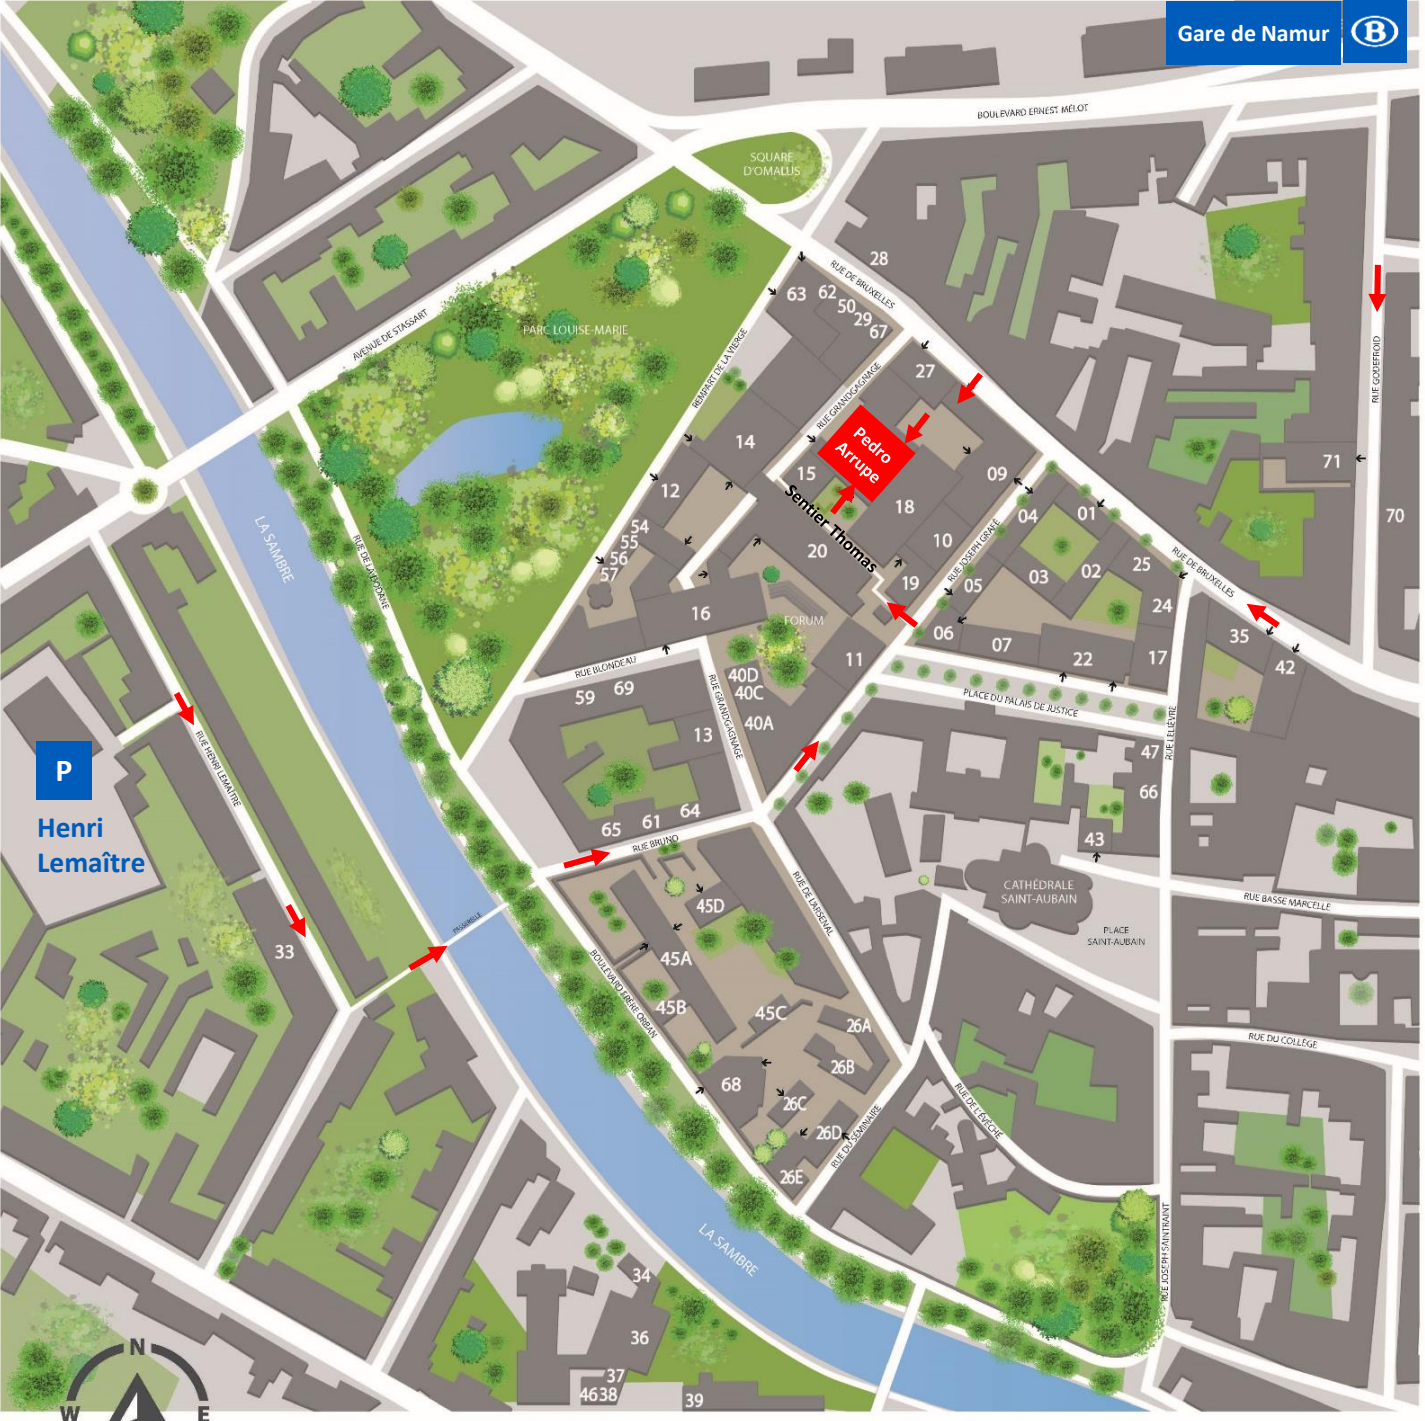 Gare de Namur
B
BOULEVARD ERNEST MÉLOT
SQUARE
D'OMALIUS
28
RUE DE BRUXELLES
63
62
50
29
67
PARC LOUISE-MARIE
AVENUE DE STASSART
REMPART DE LA VIERGE
RUE GRANDGAGNAGE
27
RUE GODEFROID
Pedro
Arrupe
14
15
71
12
Sentier Thomas
18
09
04
01
70
54
55
56
57
20
10
RUE JOSEPH GRAFÉ
LA SAMBRE
RUE DE LA DODANE
03
02
25
RUE DE BRUXELLES
19
05
24
16
FORUM
06
07
35
RUE BLONDEAU
11
22
17
42
59
69
40D
40C
40A
RUE GRANDGAGNAGE
PLACE DU PALAIS DE JUSTICE
RUE LELIÈVRE
13
47
P
Henri
Lemaître
RUE HENRI LEMAÎTRE
66
65
61
64
RUE BRUNO
43
CATHÉDRALE
SAINT-AUBAIN
RUE DE L'ARSENAL
RUE BASSE MARCELLE
45D
PASSERELLE
PLACE
SAINT-AUBAIN
33
45A
BOULEVARD FRÈRE ORBAN
45B
45C
26A
RUE DU COLLÈGE
26B
68
26C
RUE DE L'ÉVÊCHÉ
26D
RUE DU SÉMINAIRE
26E
LA SAMBRE
RUE JOSEPH SAINTRAINT
34
36
37
46
38
39
N
W
E